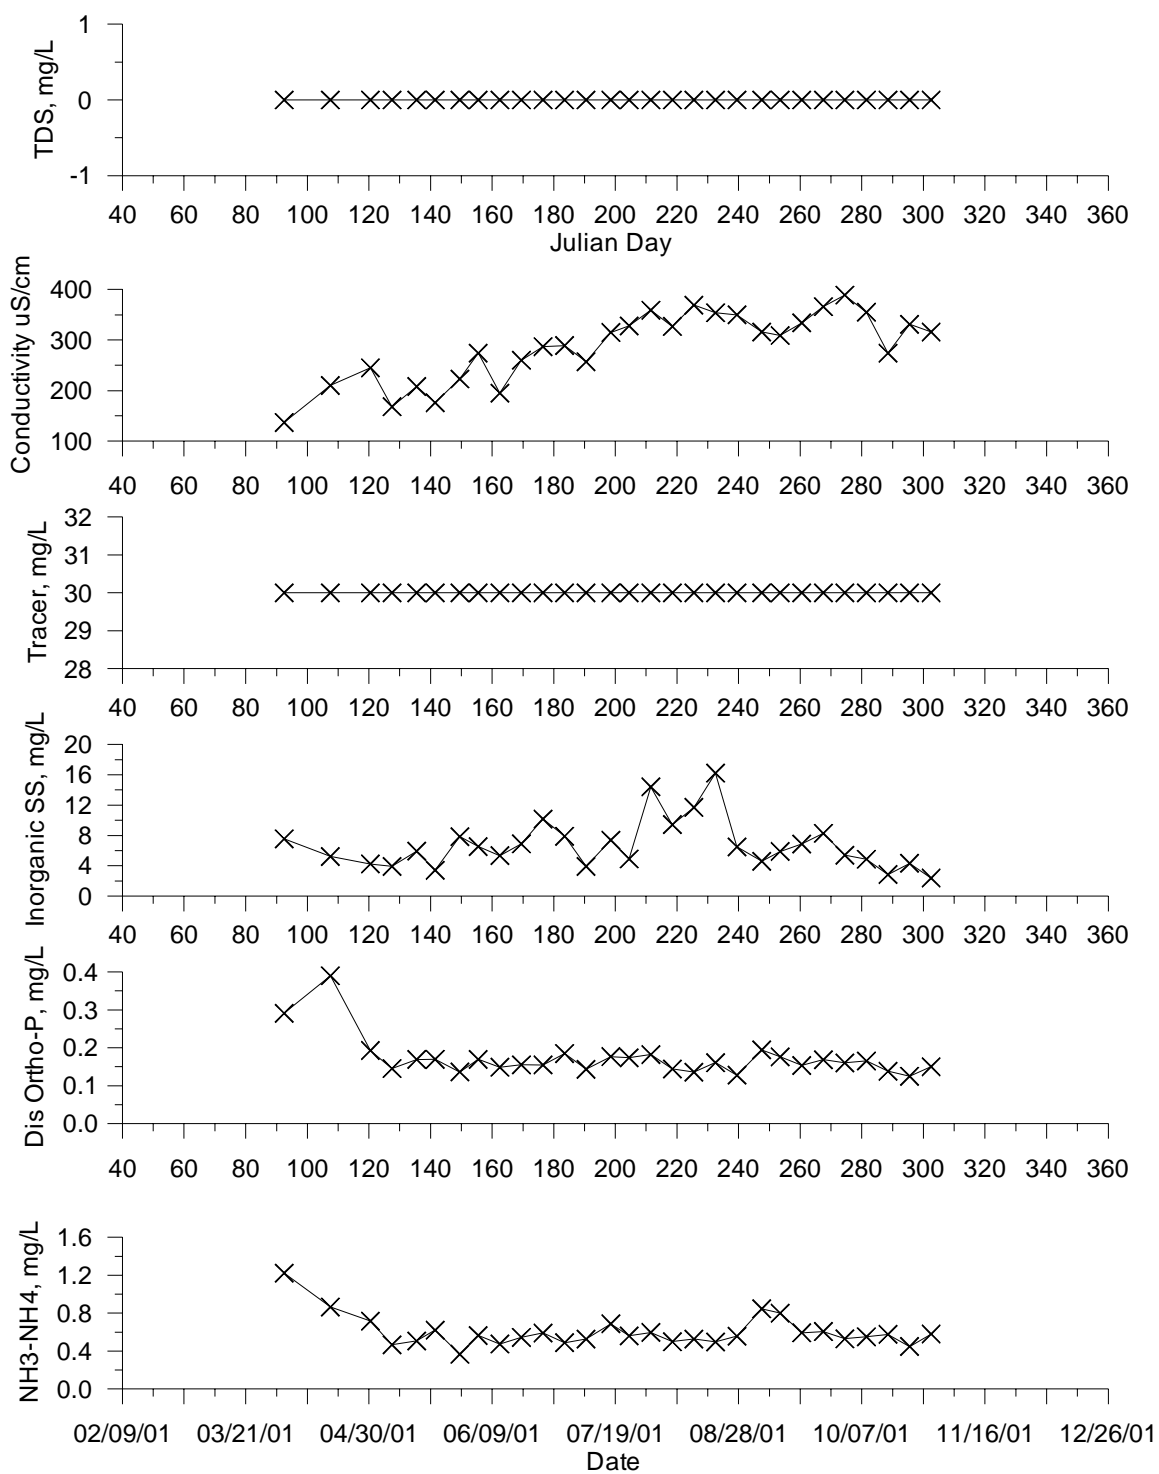 TDS, mg/L
1
0
-1
40 60 80 100 120 140 160 180 200 220 240 260 280 300 320 340 360
Julian Day
Conductivity uS/cm
400
300
200
100
40 60 80 100 120 140 160 180 200 220 240 260 280 300 320 340 360
Tracer, mg/L
32
31
30
29
28
40 60 80 100 120 140 160 180 200 220 240 260 280 300 320 340 360
Inorganic SS, mg/L
20
16
12
8
4
0
40 60 80 100 120 140 160 180 200 220 240 260 280 300 320 340 360
Dis Ortho-P, mg/L
0.4
0.3
0.2
0.1
0.0
40 60 80 100 120 140 160 180 200 220 240 260 280 300 320 340 360
NH3-NH4, mg/L
1.6
1.2
0.8
0.4
0.0
02/09/01 03/21/01 04/30/01 06/09/01 07/19/01 08/28/01 10/07/01 11/16/01 12/26/01
Date